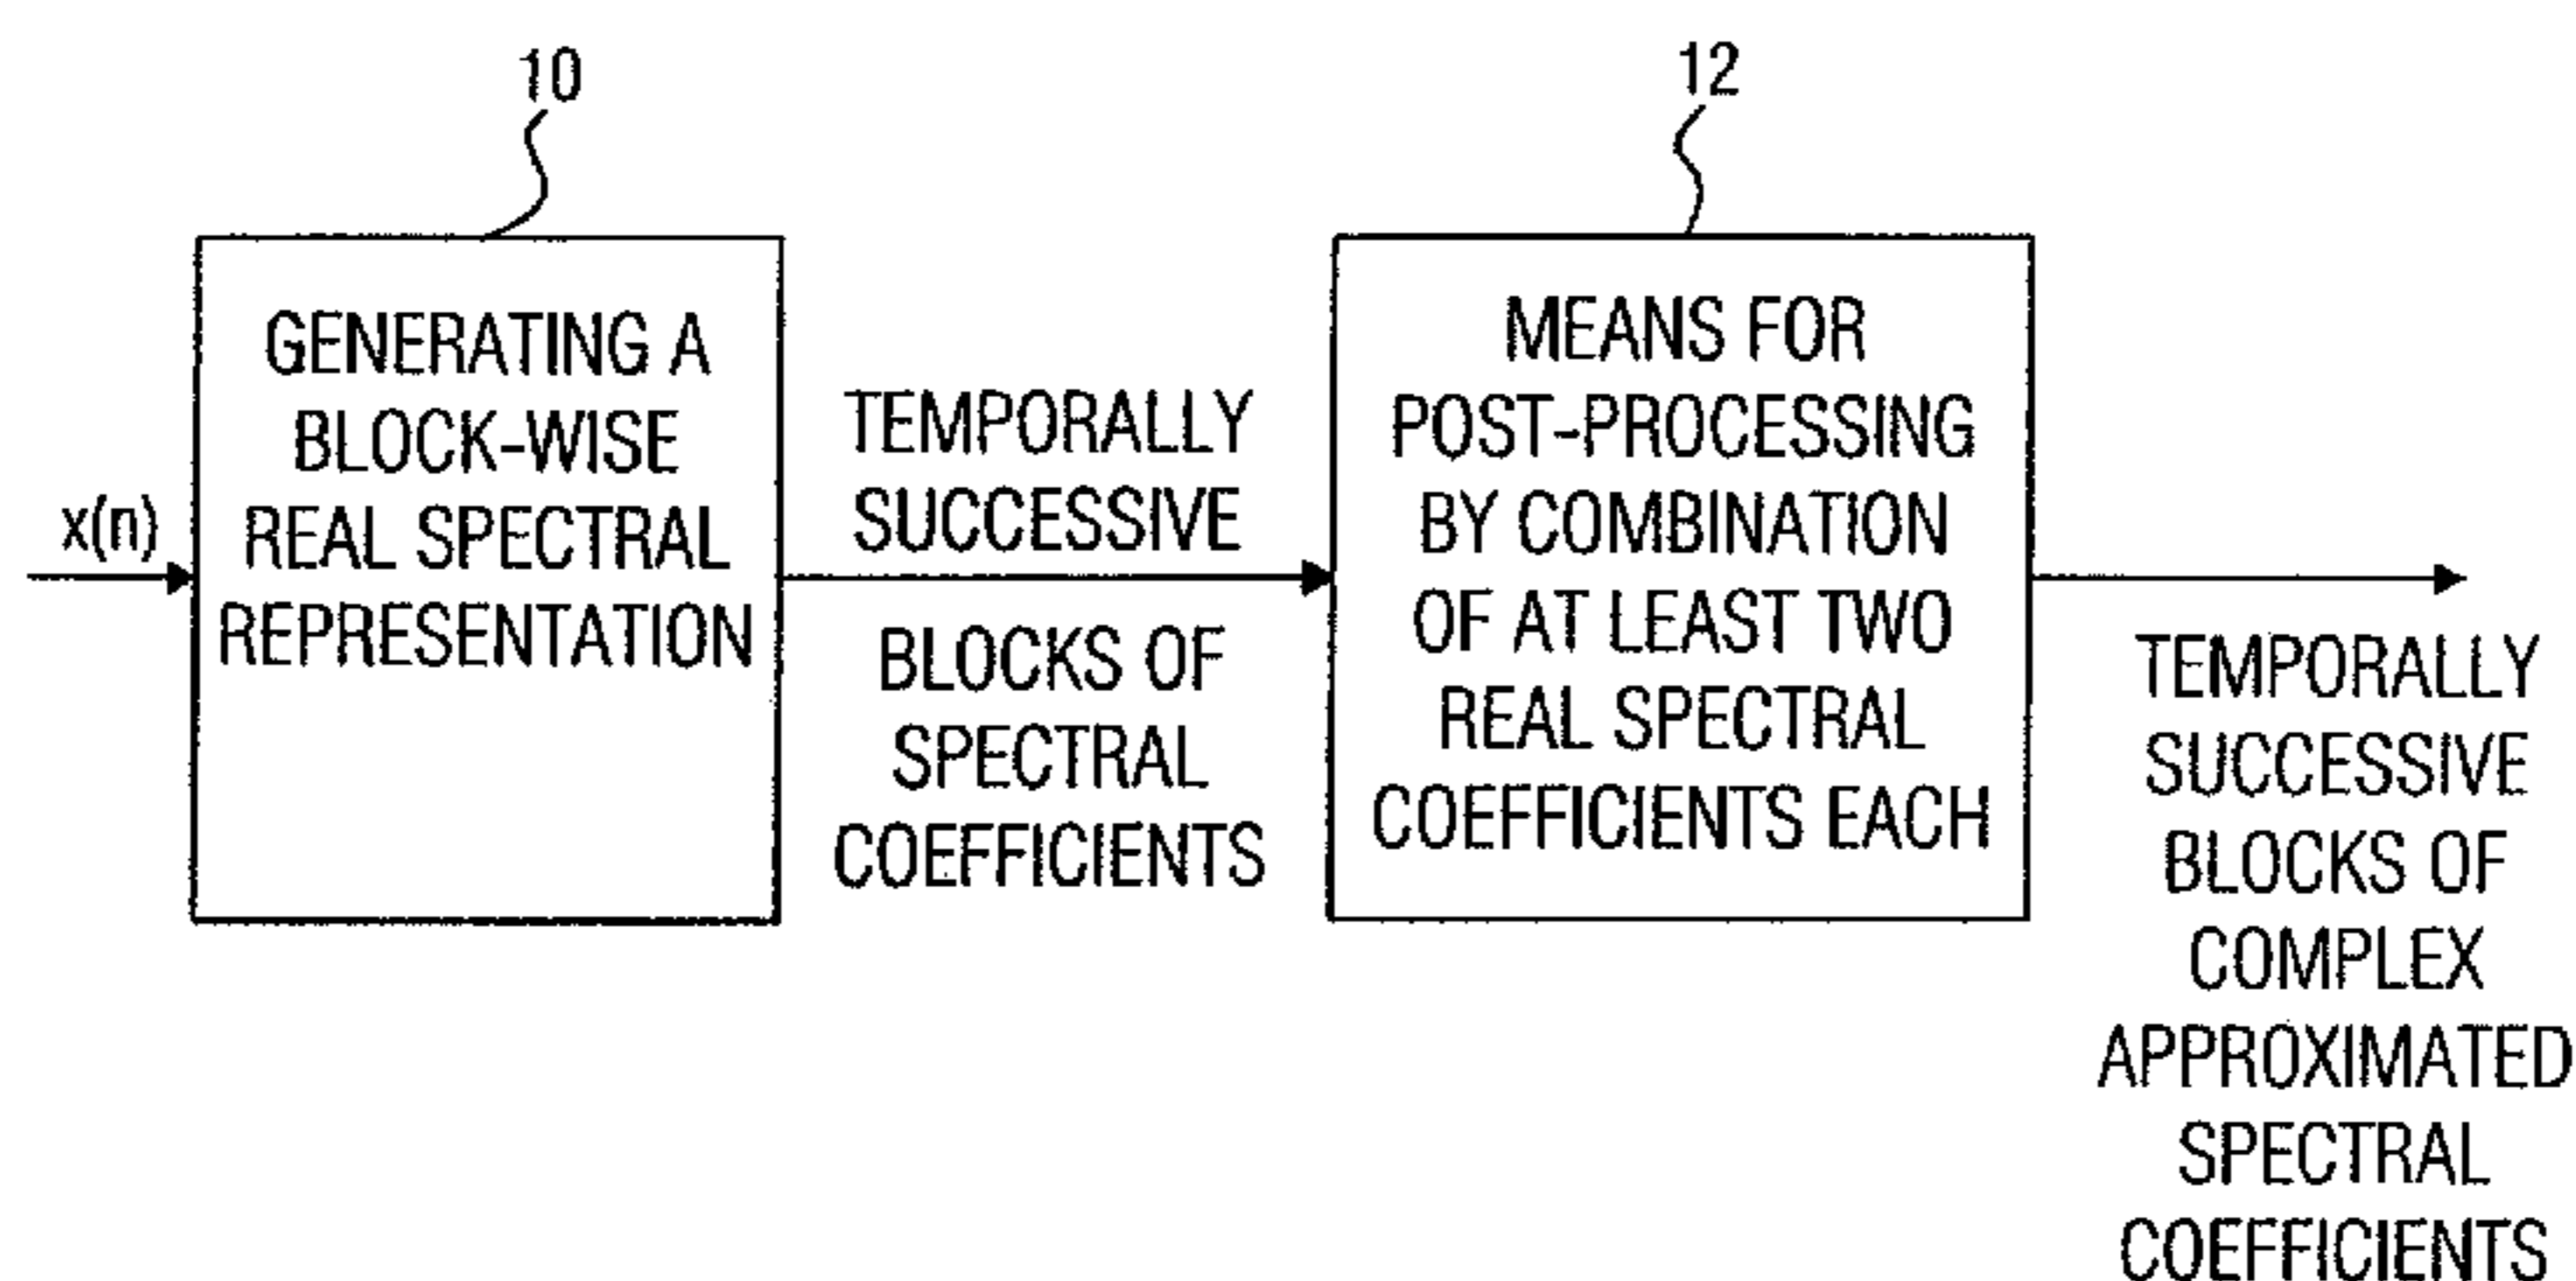 10
12
x(n)
GENERATING A
BLOCK-WISE
REAL SPECTRAL
REPRESENTATION
TEMPORALLY
SUCCESSIVE
BLOCKS OF
SPECTRAL
COEFFICIENTS
MEANS FOR
POST-PROCESSING
BY COMBINATION
OF AT LEAST TWO
REAL SPECTRAL
COEFFICIENTS EACH
TEMPORALLY
SUCCESSIVE
BLOCKS OF
COMPLEX
APPROXIMATED
SPECTRAL
COEFFICIENTS